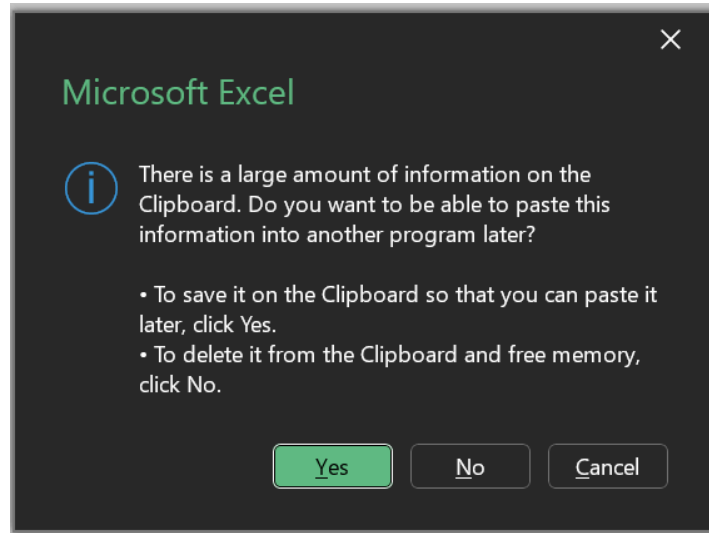 Microsoft Excel
There is a large amount of information on the
Clipboard. Do you want to be able to paste this
information into another program later?
• To save it on the Clipboard so that you can paste it
later, click Yes.
• To delete it from the Clipboard and free memory,
click No.
Yes
No
Cancel